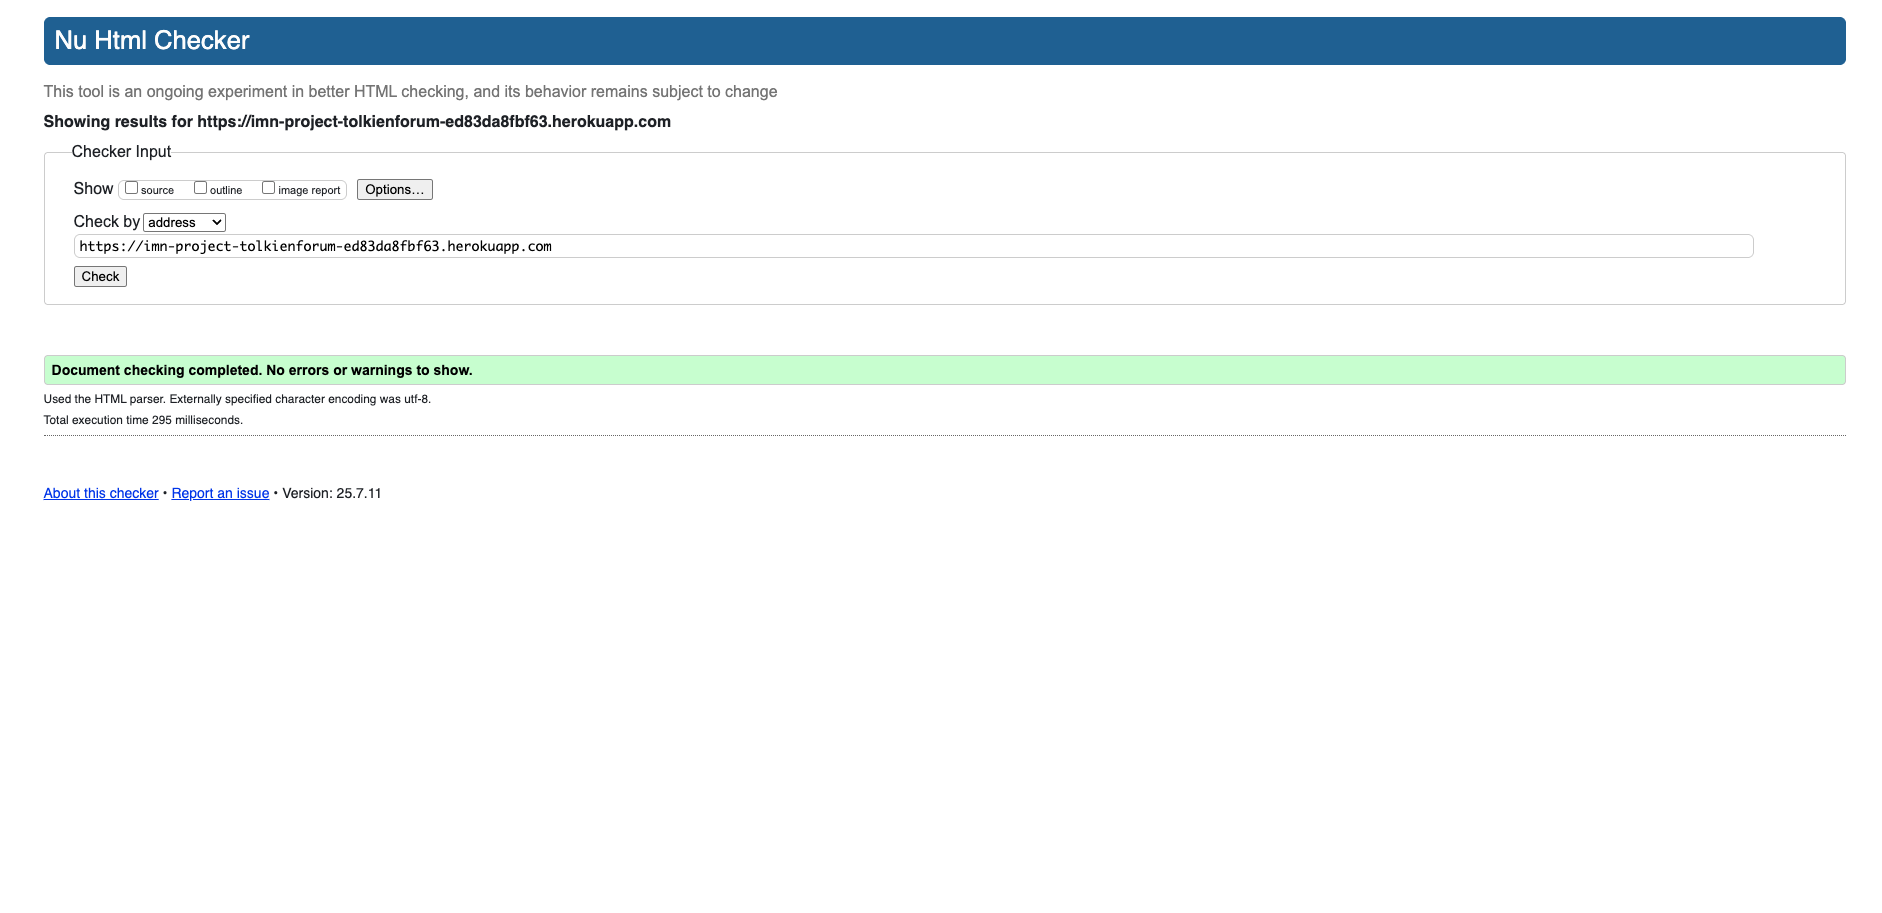 Nu Html Checker
This tool is an ongoing experiment in better HTML checking, and its behavior remains subject to change
Showing results for https://imn-project-tolkienforum-ed83da8fbf63.herokuapp.com
Checker Input
Show source outline image report Options...
Check by address
https://imn-project-tolkienforum-ed83da8fbf63.herokuapp.com
Check
Document checking completed. No errors or warnings to show.
Used the HTML parser. Externally specified character encoding was utf-8.
Total execution time 295 milliseconds.
About this checker • Report an issue • Version: 25.7.11